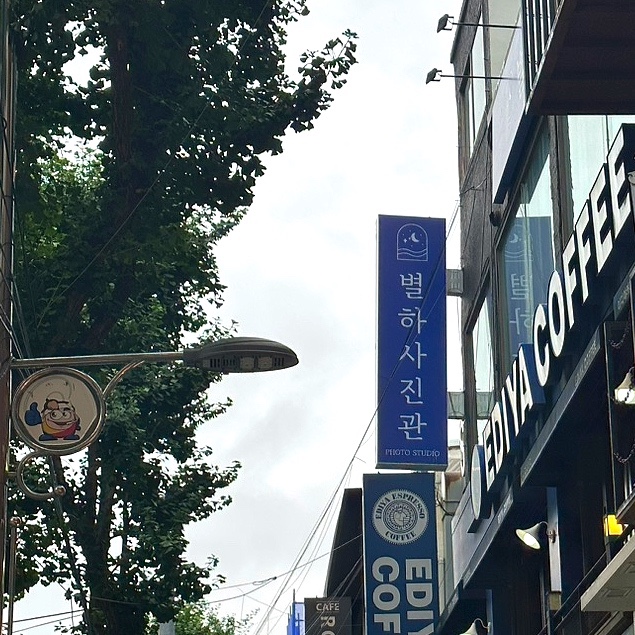 별하사진관
PHOTO STUDIO
EDIYA COFFEE
EDIYA ESPRESSO
COFFEE
EDIY
COF
CAFE